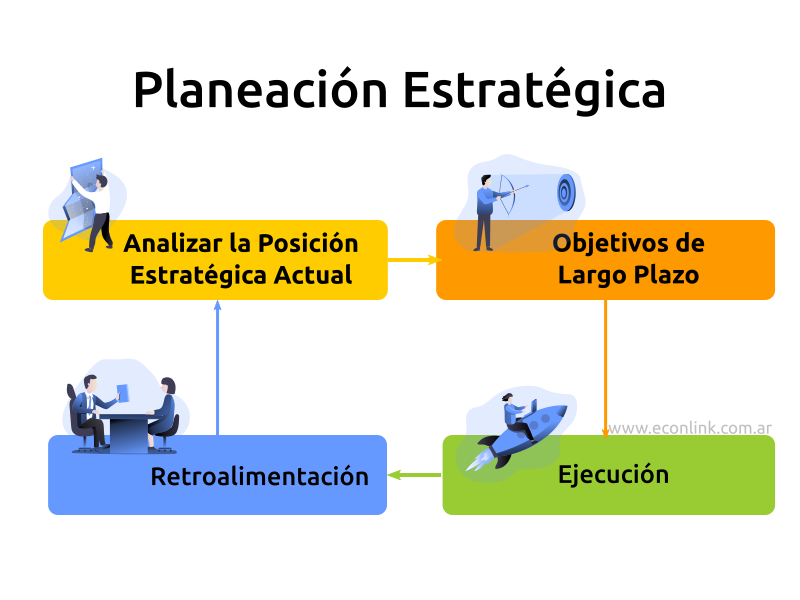 Planeación Estratégica
Analizar la Posición
Estratégica Actual
Objetivos de
Largo Plazo
www.econlink.com.ar
Retroalimentación
Ejecución